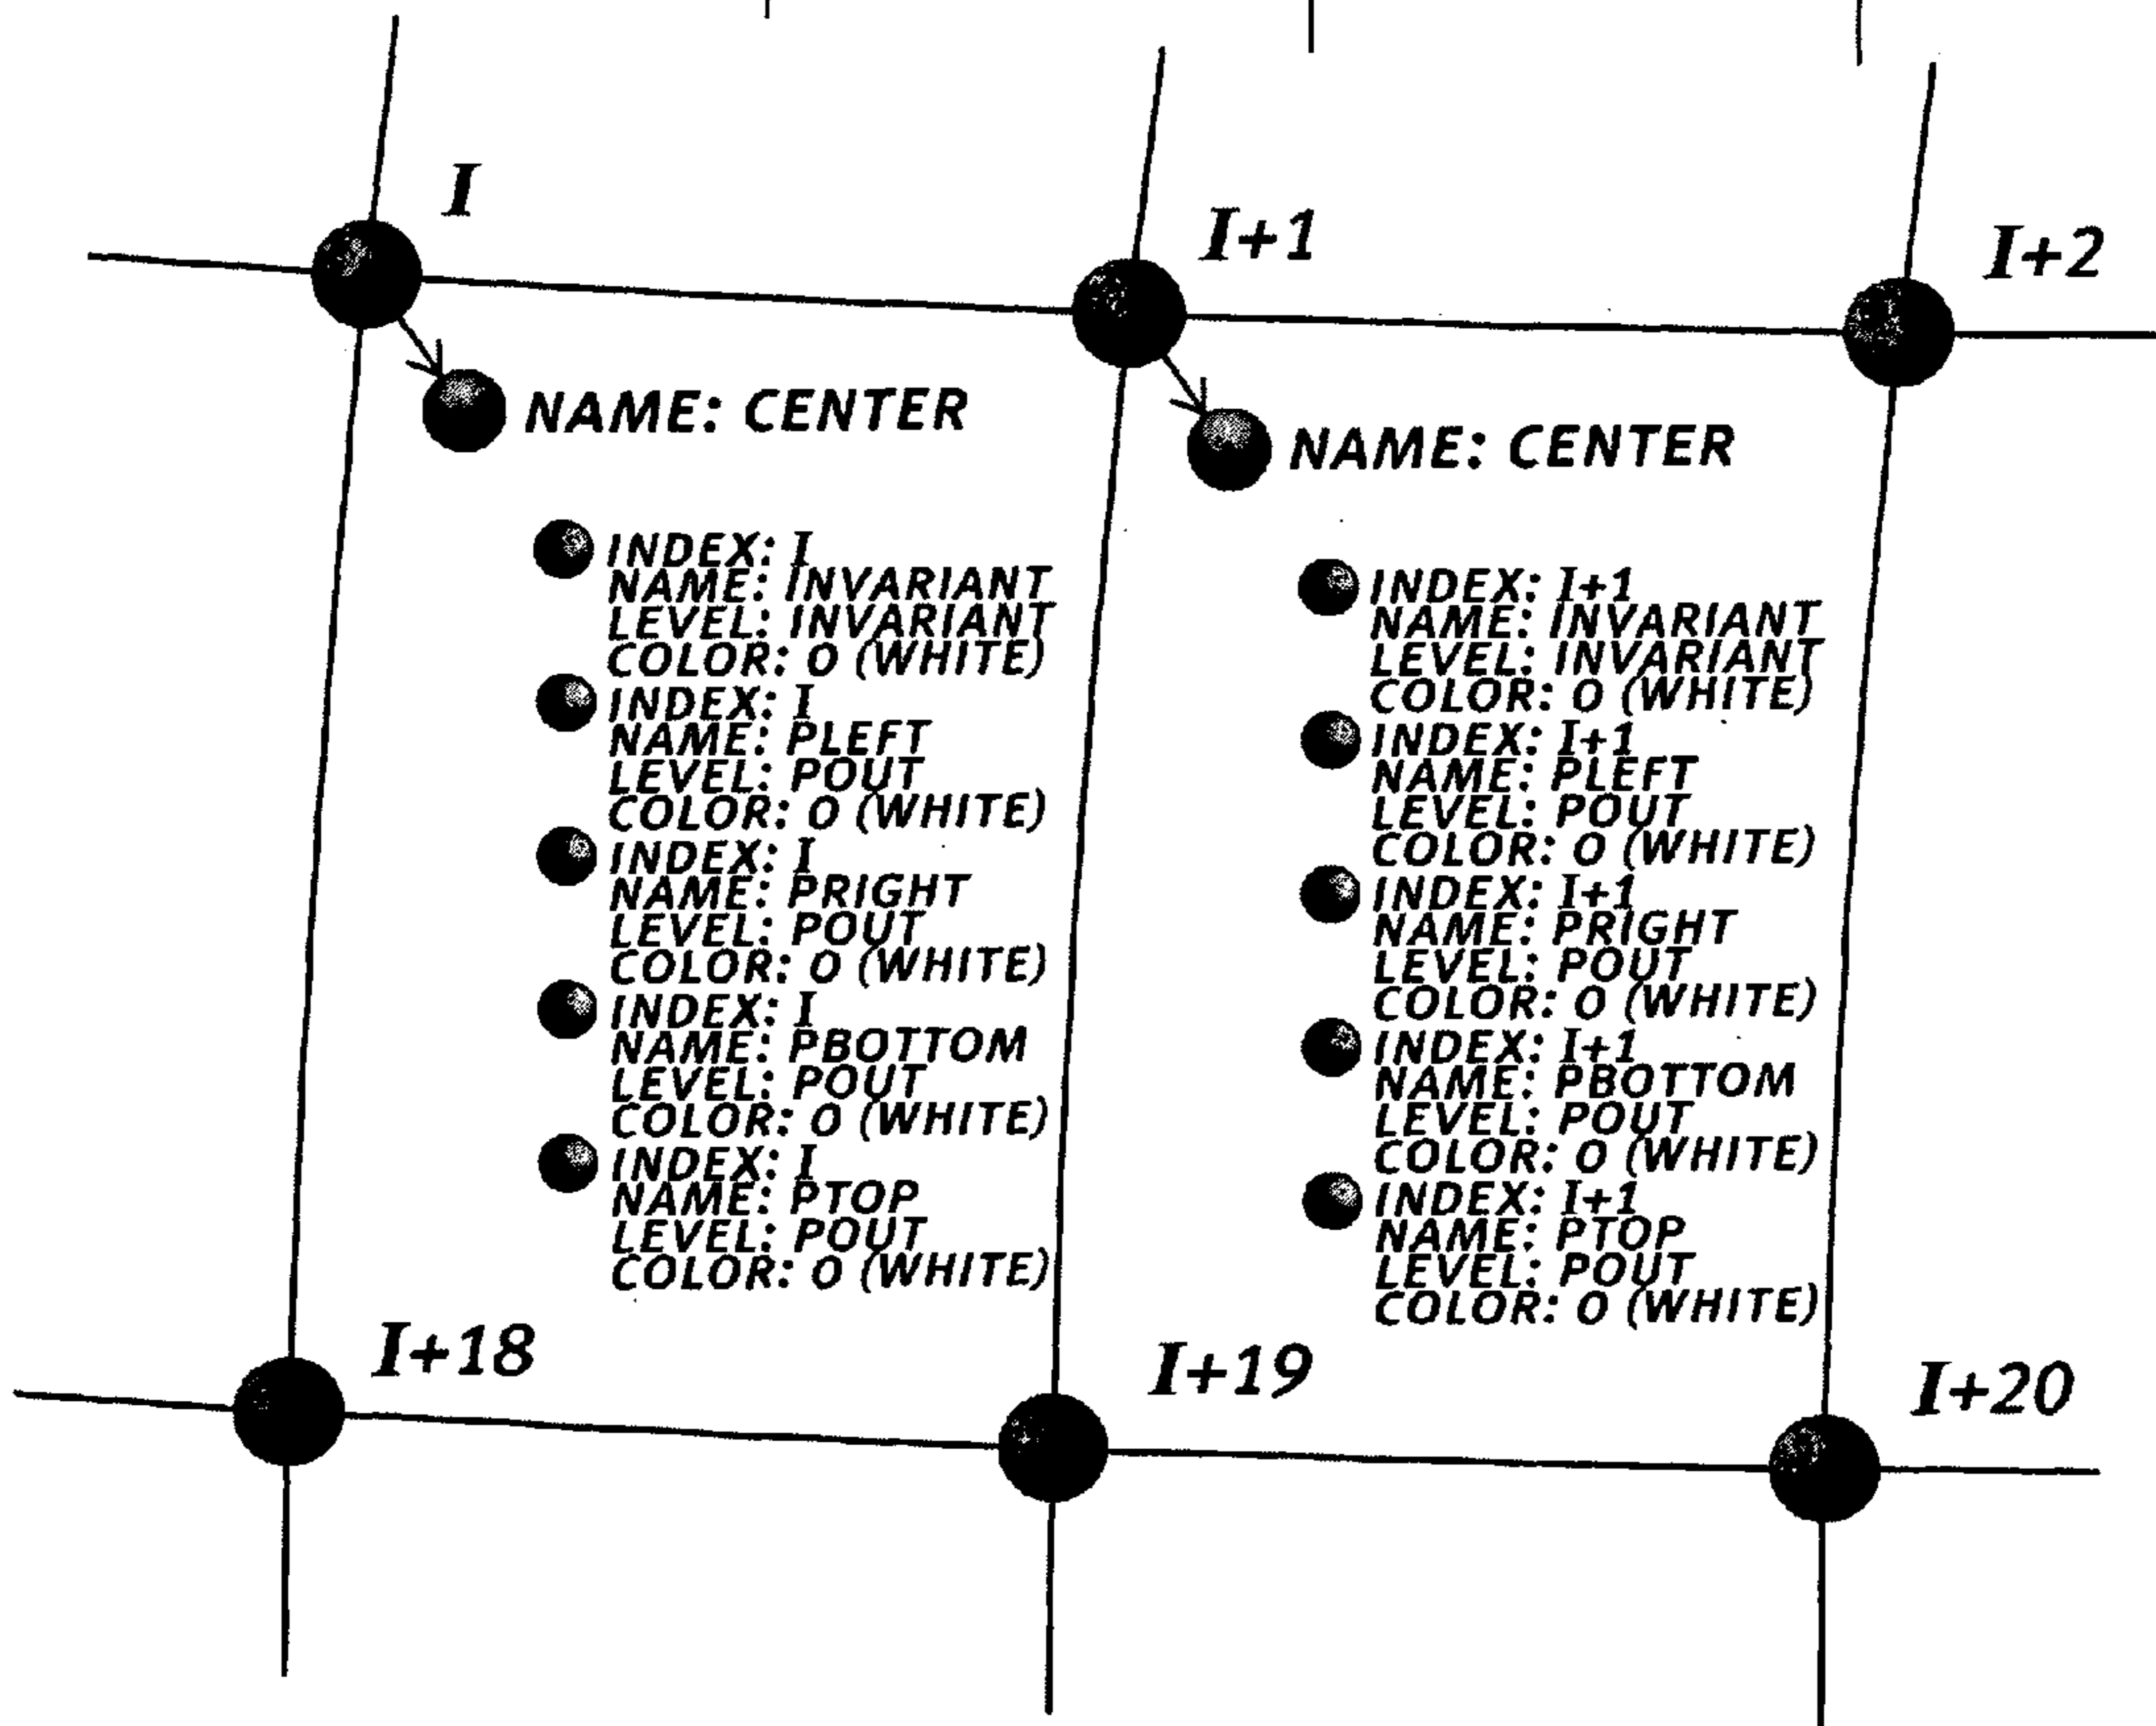 I
I+1
I+2
NAME: CENTER
INDEX: I
NAME: INVARIANT
LEVEL: INVARIANT
COLOR: 0 (WHITE)
INDEX: I
NAME: PLEFT
LEVEL: POUT
COLOR: 0 (WHITE)
INDEX: I
NAME: PRIGHT
LEVEL: POUT
COLOR: 0 (WHITE)
INDEX: I
NAME: PBOTTOM
LEVEL: POUT
COLOR: 0 (WHITE)
INDEX: I
NAME: PTOP
LEVEL: POUT
COLOR: 0 (WHITE)
NAME: CENTER
INDEX: I+1
NAME: INVARIANT
LEVEL: INVARIANT
COLOR: 0 (WHITE)
INDEX: I+1
NAME: PLEFT
LEVEL: POUT
COLOR: 0 (WHITE)
INDEX: I+1
NAME: PRIGHT
LEVEL: POUT
COLOR: 0 (WHITE)
INDEX: I+1
NAME: PBOTTOM
LEVEL: POUT
COLOR: 0 (WHITE)
INDEX: I+1
NAME: PTOP
LEVEL: POUT
COLOR: 0 (WHITE)
I+18
I+19
I+20